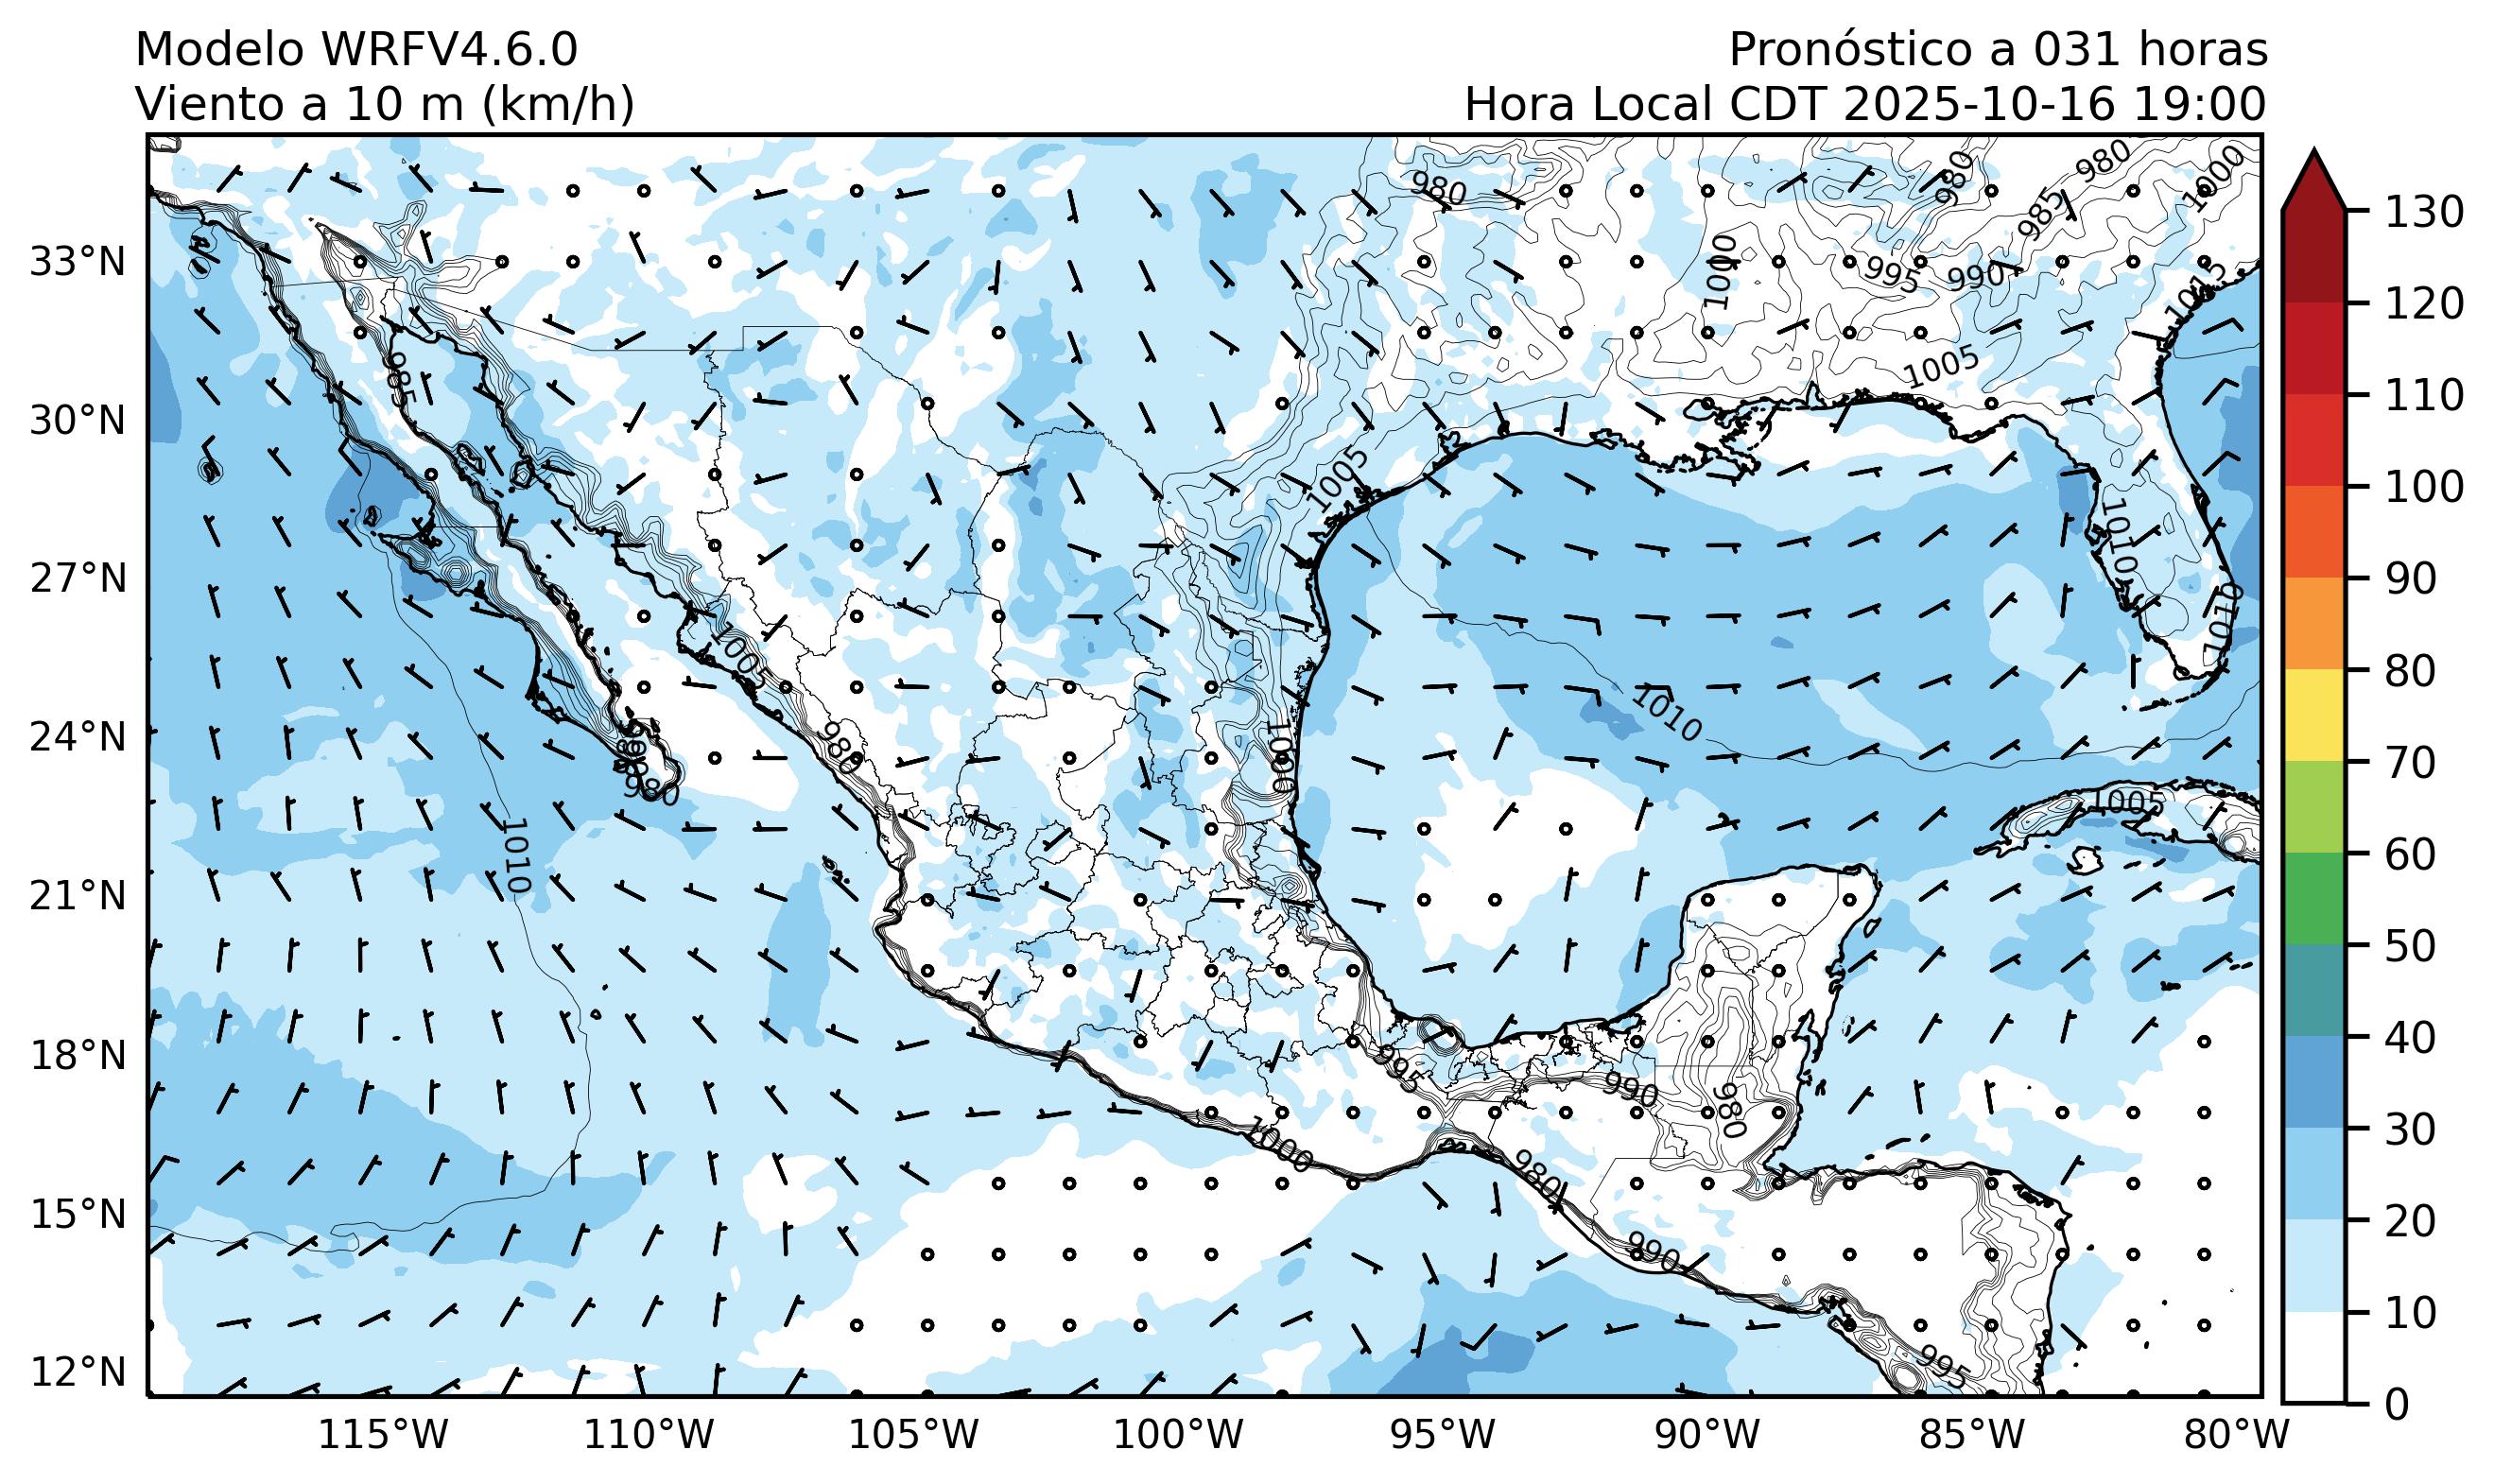 Modelo WRFV4.6.0
Pronóstico a 031 horas
Viento a 10 m (km/h)
Hora Local CDT 2025-10-16 19:00
980
980
980
1000
985
1000
995
990
1015
33°N
985
1005
30°N
1005
1010
27°N
1010
1005
1010
24°N
980
1000
980
1005
21°N
1010
18°N
995
990
980
1000
980
15°N
990
12°N
995
115°W
110°W
105°W
100°W
95°W
90°W
85°W
80°W
130
120
110
100
90
80
70
60
50
40
30
20
10
0